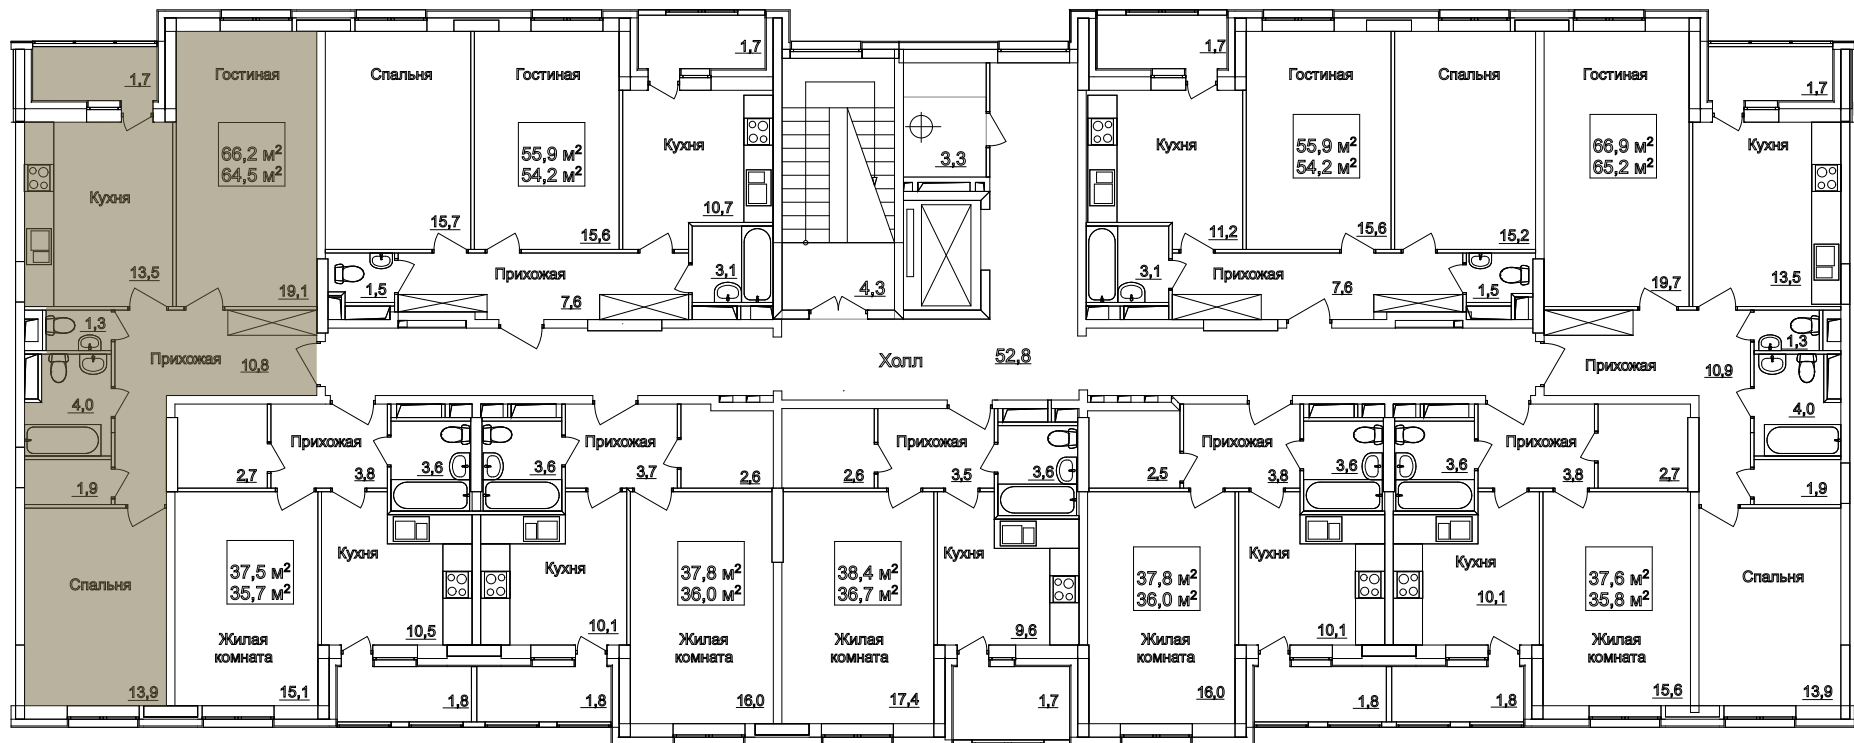 1,7
1,7
1,7
1,7
Гостиная
Спальня
Гостиная
Гостиная
Спальня
Гостиная
66,2 м²
64,5 м²
55,9 м²
54,2 м²
Кухня
3,3
Кухня
55,9 м²
54,2 м²
66,9 м²
65,2 м²
Кухня
Кухня
15,7
15,6
10,7
11,2
15,6
15,2
13,5
19,1
1,5
Прихожая
7,6
3,1
4,3
3,1
Прихожая
7,6
1,5
19,7
13,5
1,3
Прихожая
10,8
Холл
52,8
Прихожая
10,9
1,3
4,0
4,0
2,7
Прихожая
3,8
3,6
3,6
Прихожая
3,7
2,6
2,6
Прихожая
3,5
3,6
2,5
Прихожая
3,8
3,6
3,6
Прихожая
3,8
2,7
1,9
1,9
Спальня
37,5 м²
35,7 м²
Кухня
Кухня
37,8 м²
36,0 м²
38,4 м²
36,7 м²
Кухня
37,8 м²
36,0 м²
Кухня
Кухня
37,6 м²
35,8 м²
Спальня
Жилая
комната
10,5
10,1
Жилая
комната
Жилая
комната
9,6
Жилая
комната
10,1
10,1
Жилая
комната
13,9
15,1
1,8
1,8
16,0
17,4
1,7
16,0
1,8
1,8
15,6
13,9